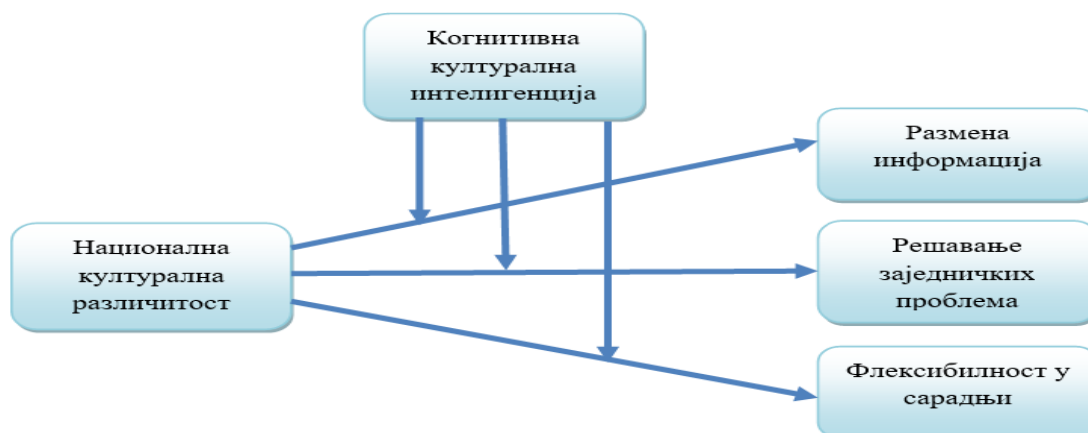 Когнитивна
културална
интелигенција
Размена
информација
Национална
културална
различитост
Решавање
заједничких
проблема
Флексибилност у
сарадњи